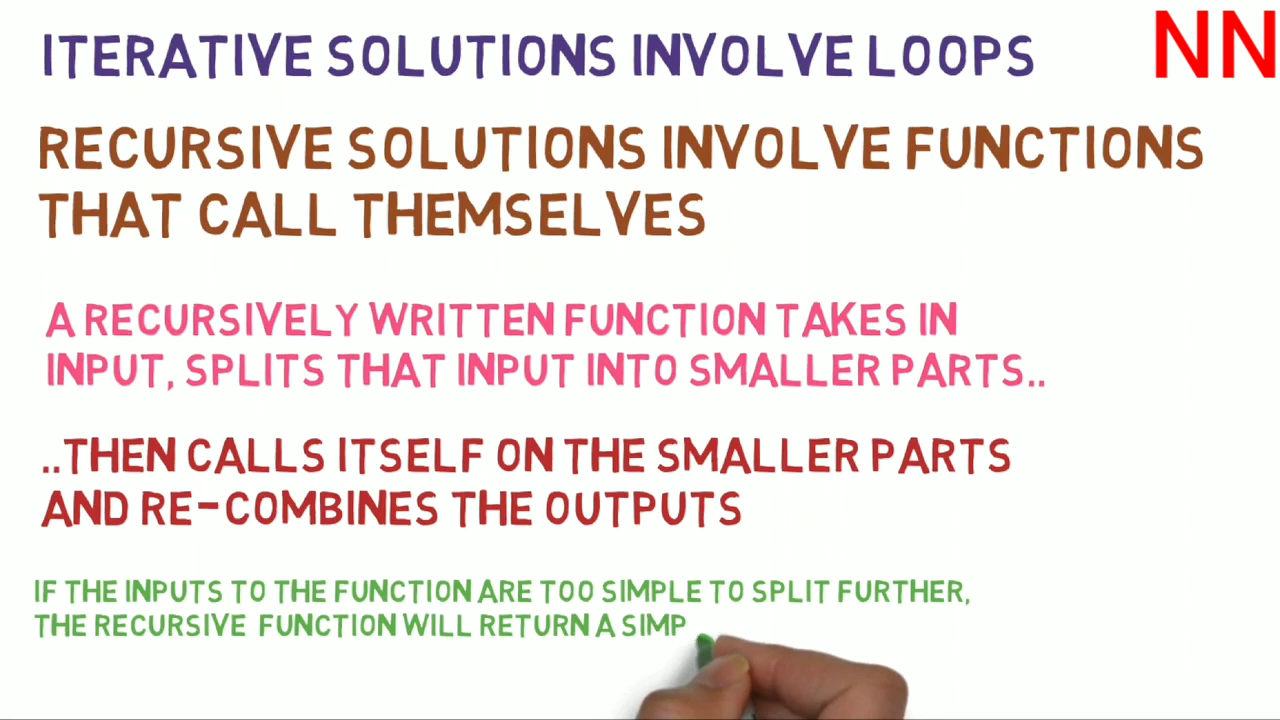 ITERATIVE SOLUTIONS INVOLVE LOOPS
NN
RECURSIVE SOLUTIONS INVOLVE FUNCTIONS
THAT CALL THEMSELVES
A RECURSIVELY WRITTEN FUNCTION TAKES IN
INPUT, SPLITS THAT INPUT INTO SMALLER PARTS..
..THEN CALLS ITSELF ON THE SMALLER PARTS
AND RE-COMBINES THE OUTPUTS
IF THE INPUTS TO THE FUNCTION ARE TOO SIMPLE TO SPLIT FURTHER,
THE RECURSIVE FUNCTION WILL RETURN A SIMP